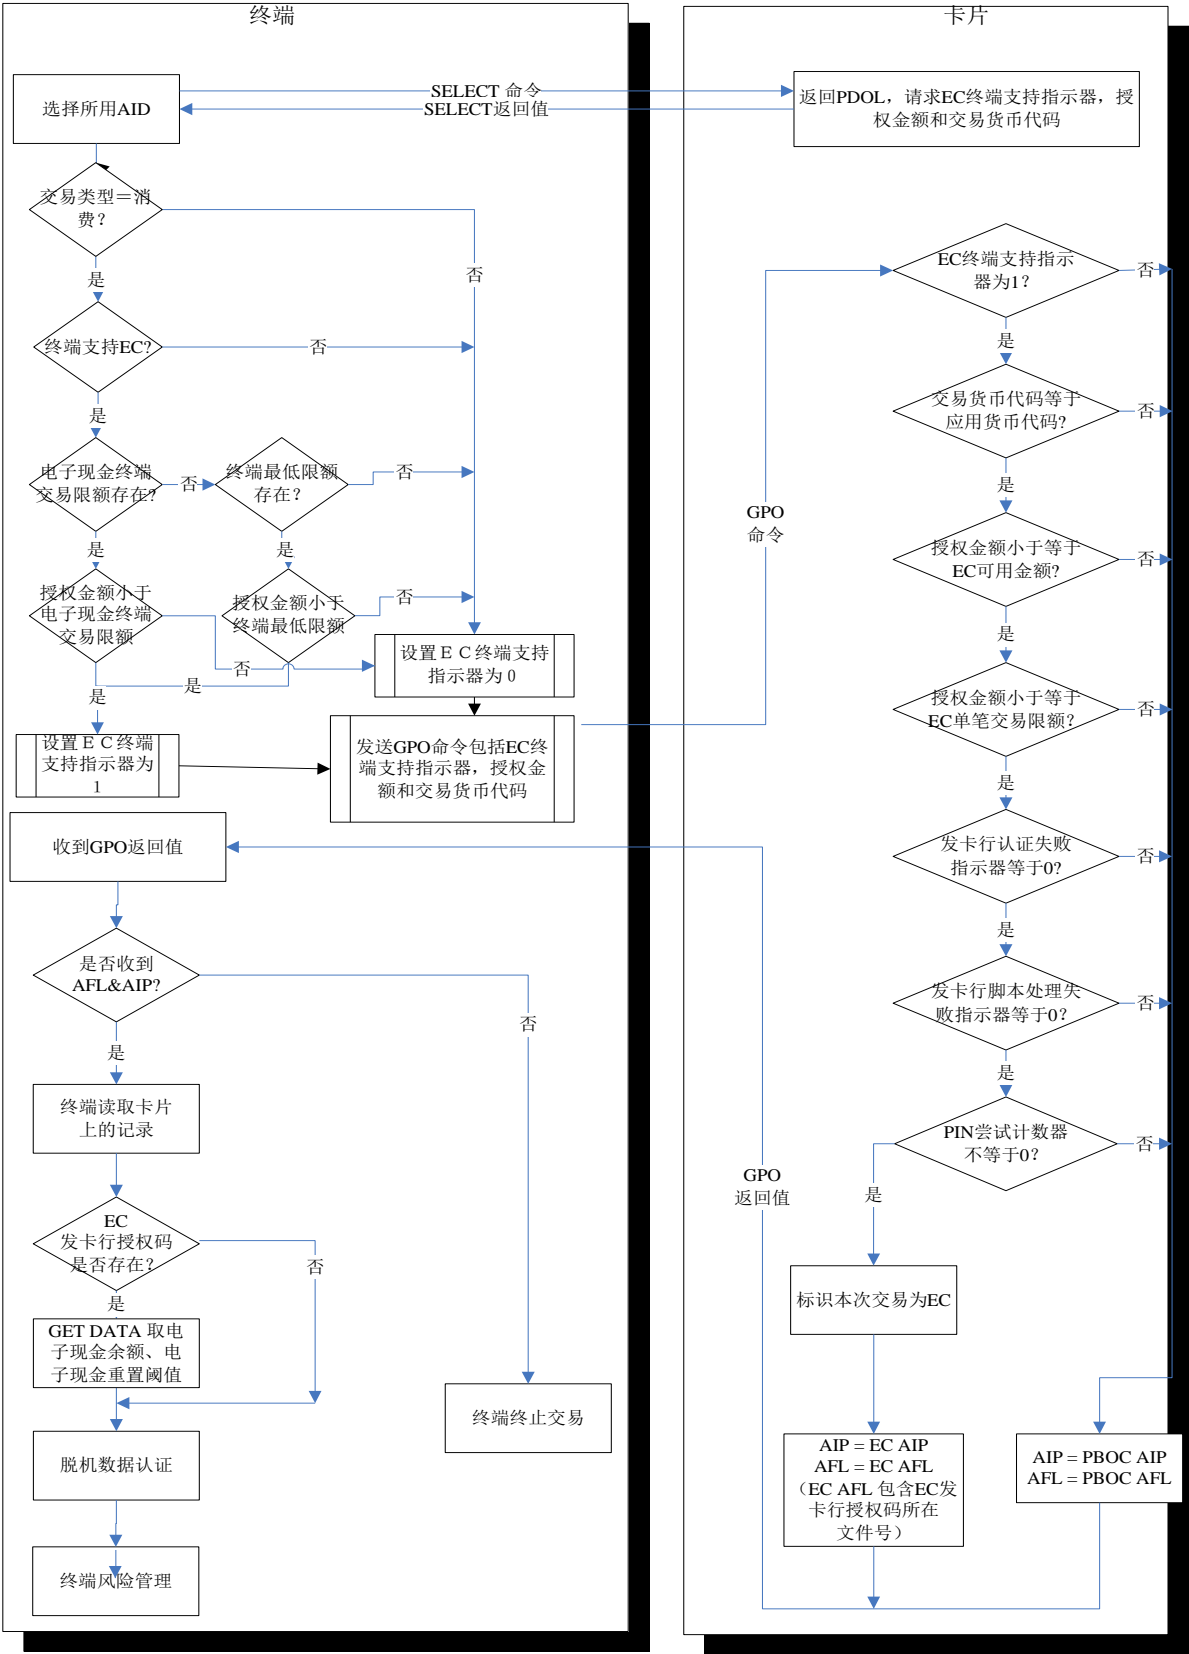 终端
卡片
选择所用AID
SELECT 命令
SELECT返回值
返回PDOL，请求EC终端支持指示器，授
权金额和交易货币代码
交易类型＝消
费？
否
是
终端支持EC?
否
是
电子现金终端
交易限额存在?
否
终端最低限额
存在？
否
是
是
授权金额小于
电子现金终端
交易限额
授权金额小于
终端最低限额
否
否
是
是
设置ＥＣ终端支持
指示器为０
设置ＥＣ终端
支持指示器为
1
发送GPO命令包括EC终
端支持指示器，授权金
额和交易货币代码
GPO
命令
收到GPO返回值
是否收到
AFL&AIP?
否
是
终端读取卡片
上的记录
EC
发卡行授权码
是否存在？
否
是
GET DATA 取电
子现金余额、电
子现金重置阈值
脱机数据认证
终端风险管理
终端终止交易
EC终端支持指示
器为1？
否
是
交易货币代码等于
应用货币代码?
否
是
授权金额小于等于
EC可用金额?
否
是
授权金额小于等于
EC单笔交易限额？
否
是
发卡行认证失败
指示器等于0?
否
是
发卡行脚本处理失
败指示器等于0？
否
是
PIN尝试计数器
不等于0？
否
是
GPO
返回值
标识本次交易为EC
AIP = EC AIP
AFL = EC AFL
（EC AFL 包含EC发
卡行授权码所在
文件号）
AIP = PBOC AIP
AFL = PBOC AFL